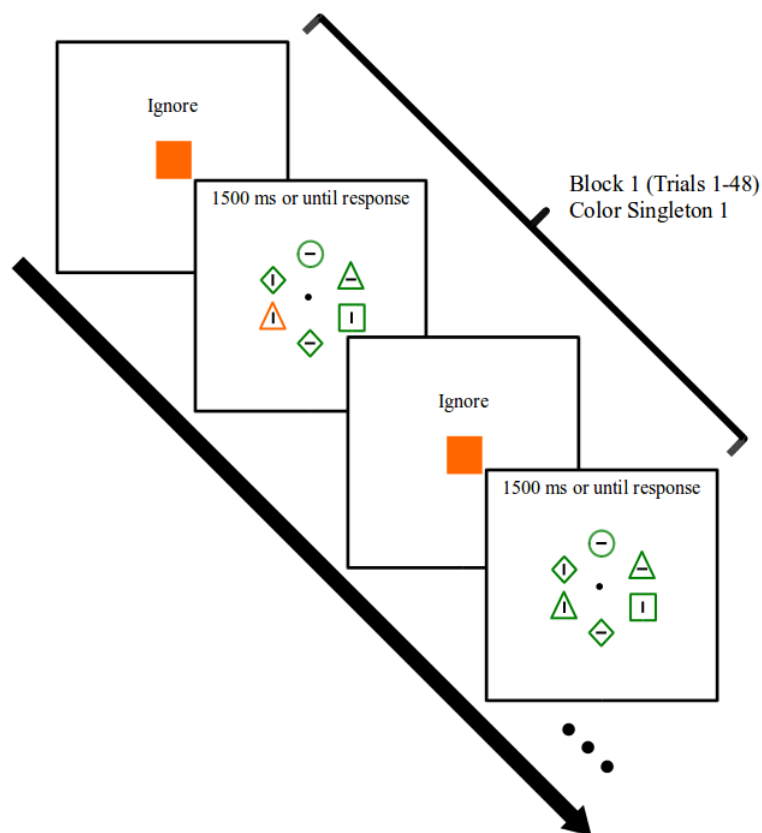 Ignore
1500 ms or until response
Block 1 (Trials 1-48)
Color Singleton 1
Ignore
1500 ms or until response